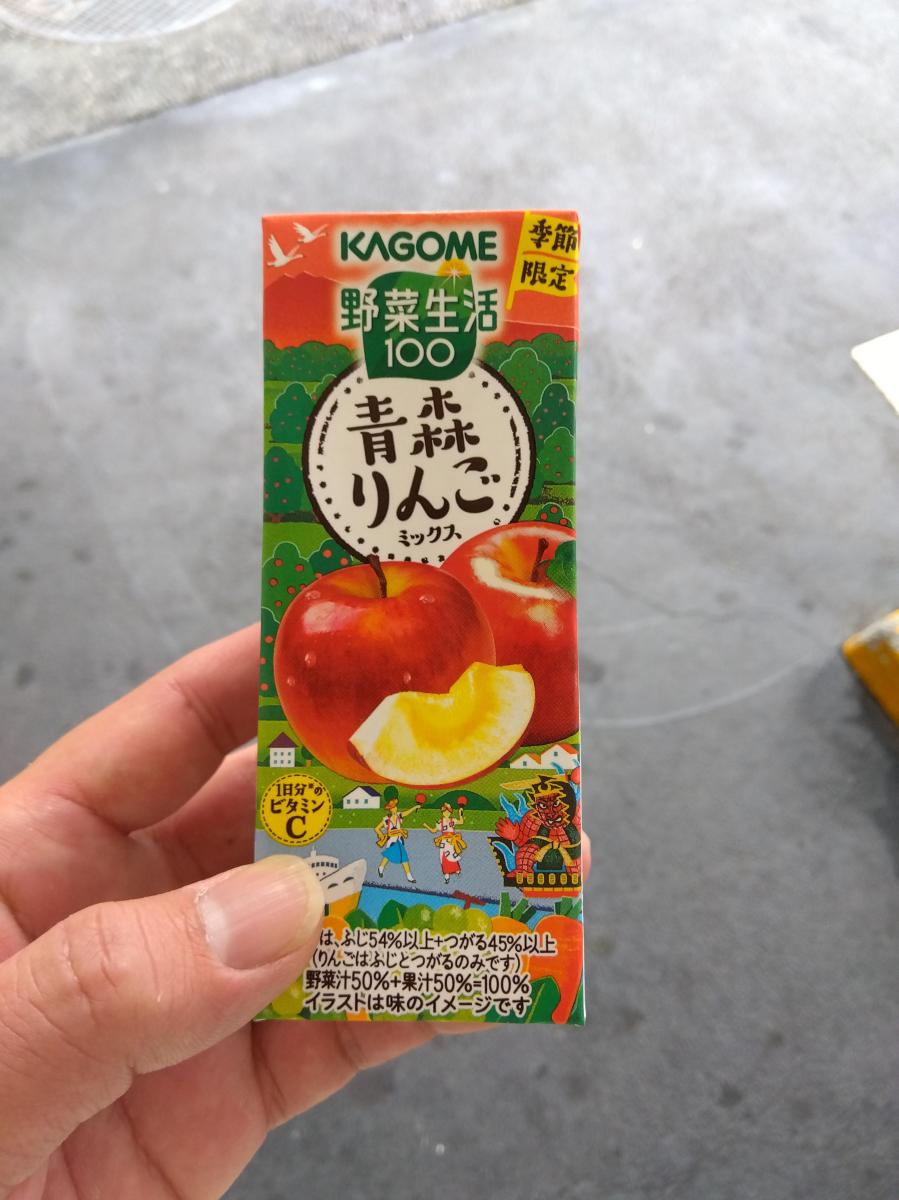 KAGOME
季節
限定
野菜生活
100
青森
りんご
ミックス
1日分※の
ビタミン
C
は、ふじ54%以上+つがる45%以上
(りんごはふじとつがるのみです)
野菜汁50%+果汁50%=100%
イラストは味のイメージです